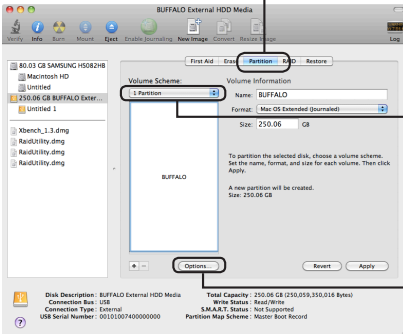 BUFFALO External HDD Media
Verify Info Burn Mount Eject Enable Journaling New Image Convert Resize Image Log
First Aid Erase Partition RAID Restore
80.03 GB SAMSUNG HS082HB
Macintosh HD
Untitled
250.06 GB BUFFALO Exter...
Untitled 1
Xbench_1.3.dmg
RaidUtility.dmg
RaidUtility.dmg
RaidUtility.dmg
Volume Scheme:
1 Partition
BUFFALO
+ -
Options...
Volume Information
Name: BUFFALO
Format: Mac OS Extended (Journaled)
Size: 250.06 GB
To partition the selected disk, choose a volume scheme.
Set the name, format, and size for each volume. Then click
Apply.
A new partition will be created.
Size: 250.06 GB
Revert Apply
Disk Description : BUFFALO External HDD Media
Connection Bus : USB
Connection Type : External
USB Serial Number : 00101007400000000
Total Capacity : 250.06 GB (250,059,350,016 Bytes)
Write Status : Read/Write
S.M.A.R.T. Status : Not Supported
Partition Map Scheme : Master Boot Record
?